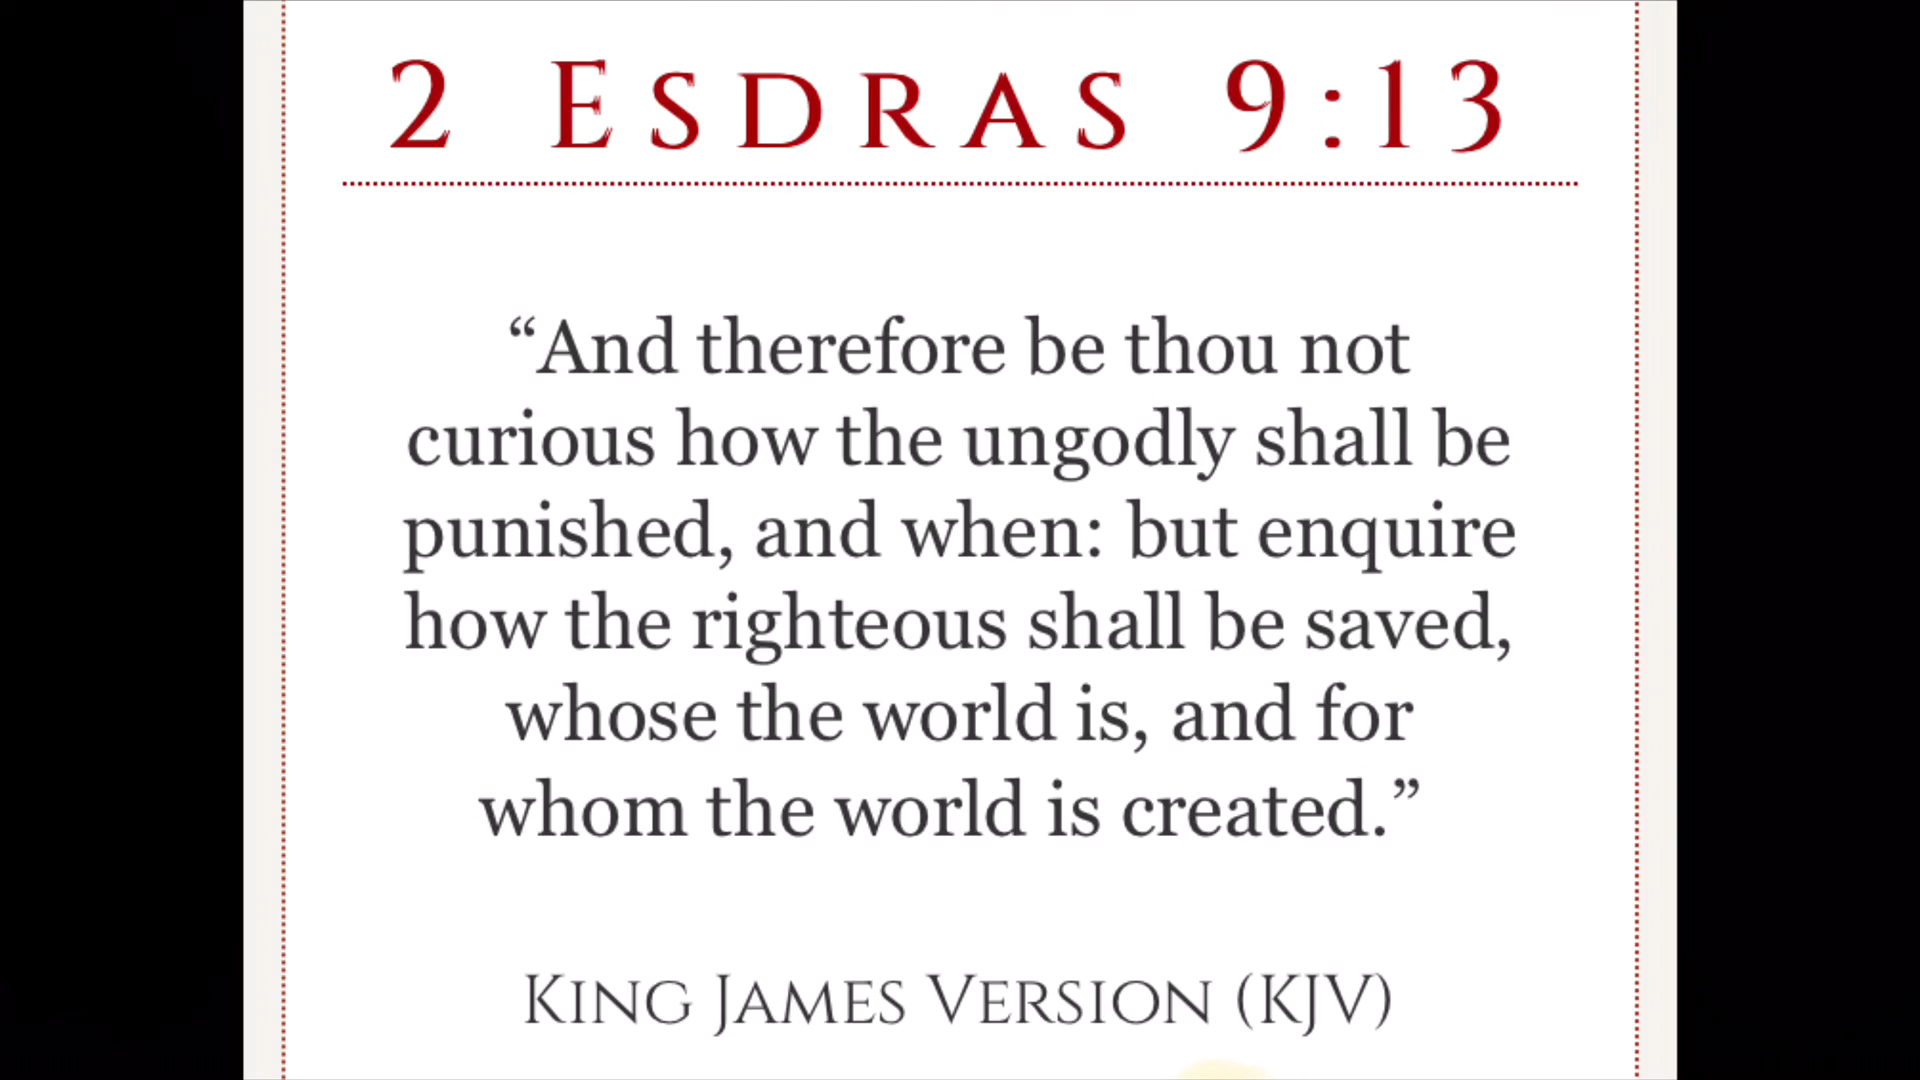 2 Esdras 9:13
“And therefore be thou not
curious how the ungodly shall be
punished, and when: but enquire
how the righteous shall be saved,
whose the world is, and for
whom the world is created.”
King James Version (KJV)